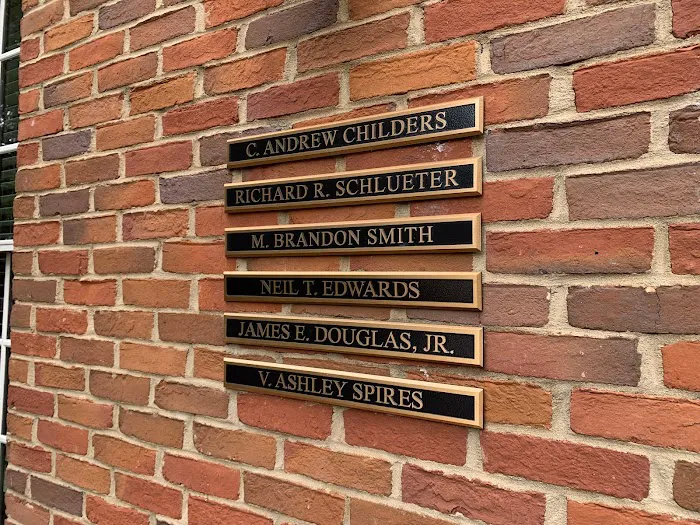 C. ANDREW CHILDERS
RICHARD R. SCHLUETER
M. BRANDON SMITH
NEIL T. EDWARDS
JAMES E. DOUGLAS, JR.
V. ASHLEY SPIRES